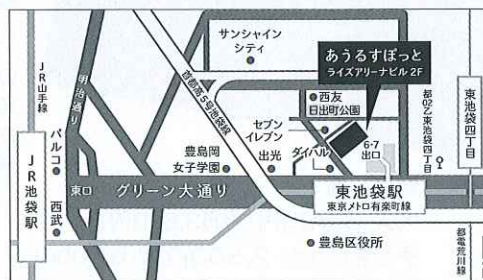 サンシャイン
シティ
あうるすぽっと
ライズアリーナビル 2F
JR山手線
明治通り
首都高5号池袋線
西友
日出町公園
都02乙東池袋四丁目
東池袋四丁目
セブン
イレブン
6-7
出口
パルコ
豊島岡
女子学園
出光
ダイハル
JR池袋駅
東口
グリーン大通り
東池袋駅
東京メトロ有楽町線
西武
豊島区役所
都電荒川線